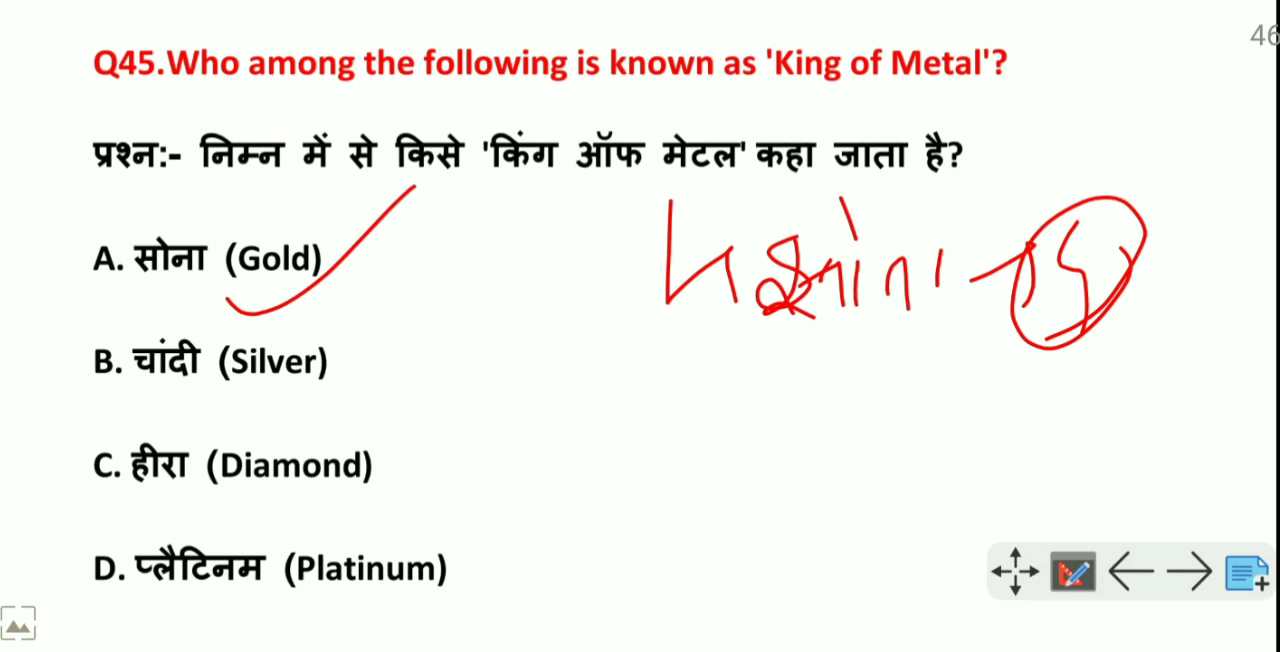 46
Q45.Who among the following is known as 'King of Metal'?
प्रश्न:- निम्न में से किसे 'किंग ऑफ मेटल' कहा जाता है?
A. सोना (Gold)
B. चांदी (Silver)
C. हीरा (Diamond)
D. प्लैटिनम (Platinum)